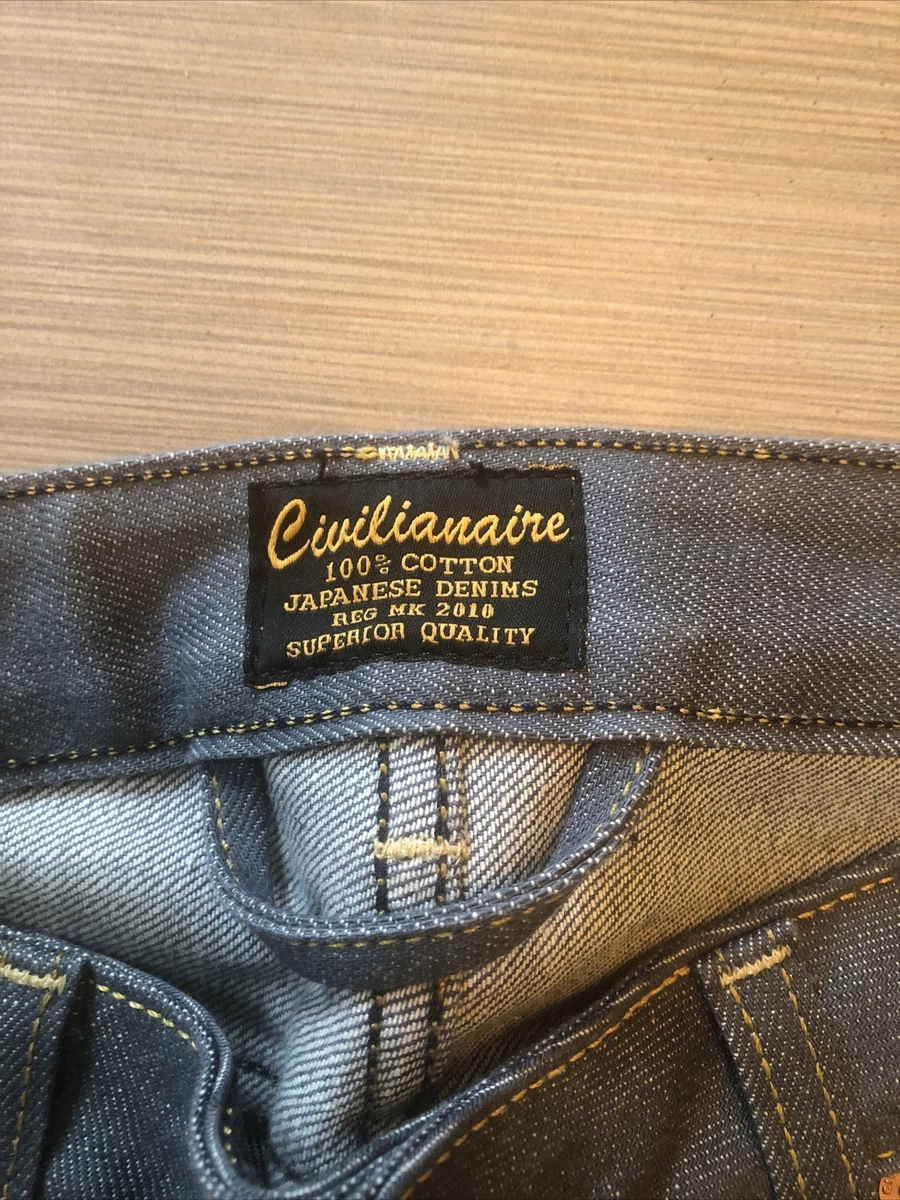 Civilianaire
100% COTTON
JAPANESE DENIMS
REG MK 2010
SUPERIOR QUALITY